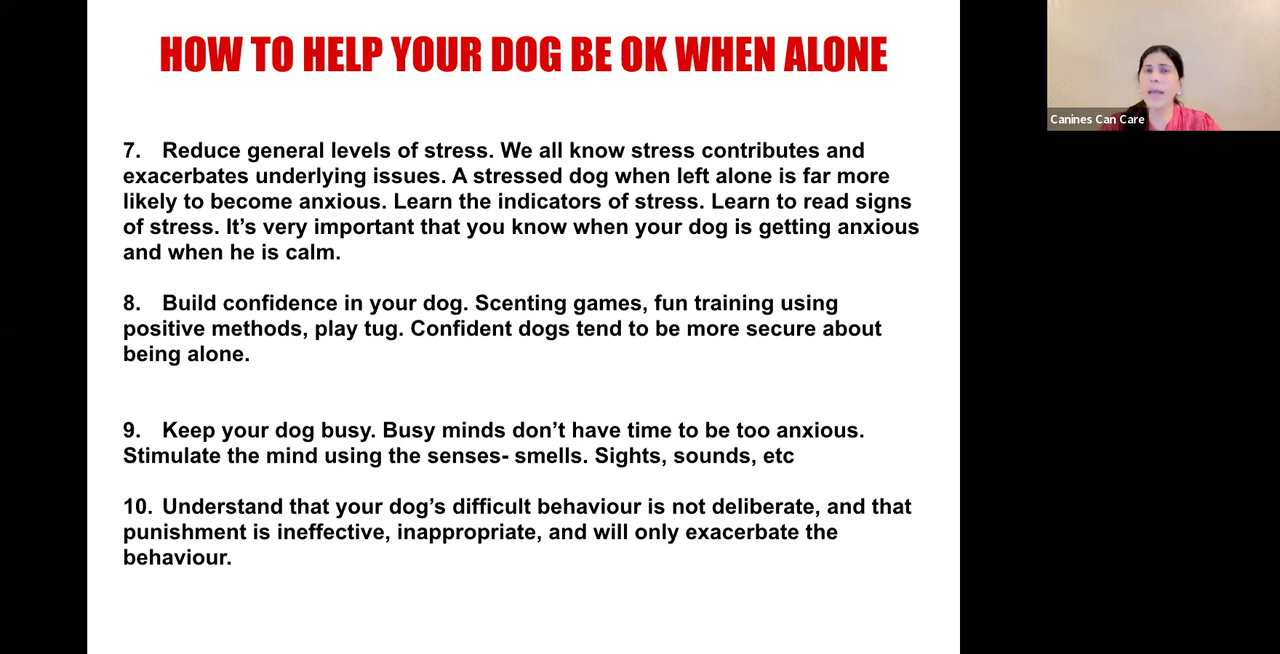 HOW TO HELP YOUR DOG BE OK WHEN ALONE
Canines Can Care
7. Reduce general levels of stress. We all know stress contributes and
exacerbates underlying issues. A stressed dog when left alone is far more
likely to become anxious. Learn the indicators of stress. Learn to read signs
of stress. It’s very important that you know when your dog is getting anxious
and when he is calm.
8. Build confidence in your dog. Scenting games, fun training using
positive methods, play tug. Confident dogs tend to be more secure about
being alone.
9. Keep your dog busy. Busy minds don’t have time to be too anxious.
Stimulate the mind using the senses- smells. Sights, sounds, etc
10. Understand that your dog’s difficult behaviour is not deliberate, and that
punishment is ineffective, inappropriate, and will only exacerbate the
behaviour.